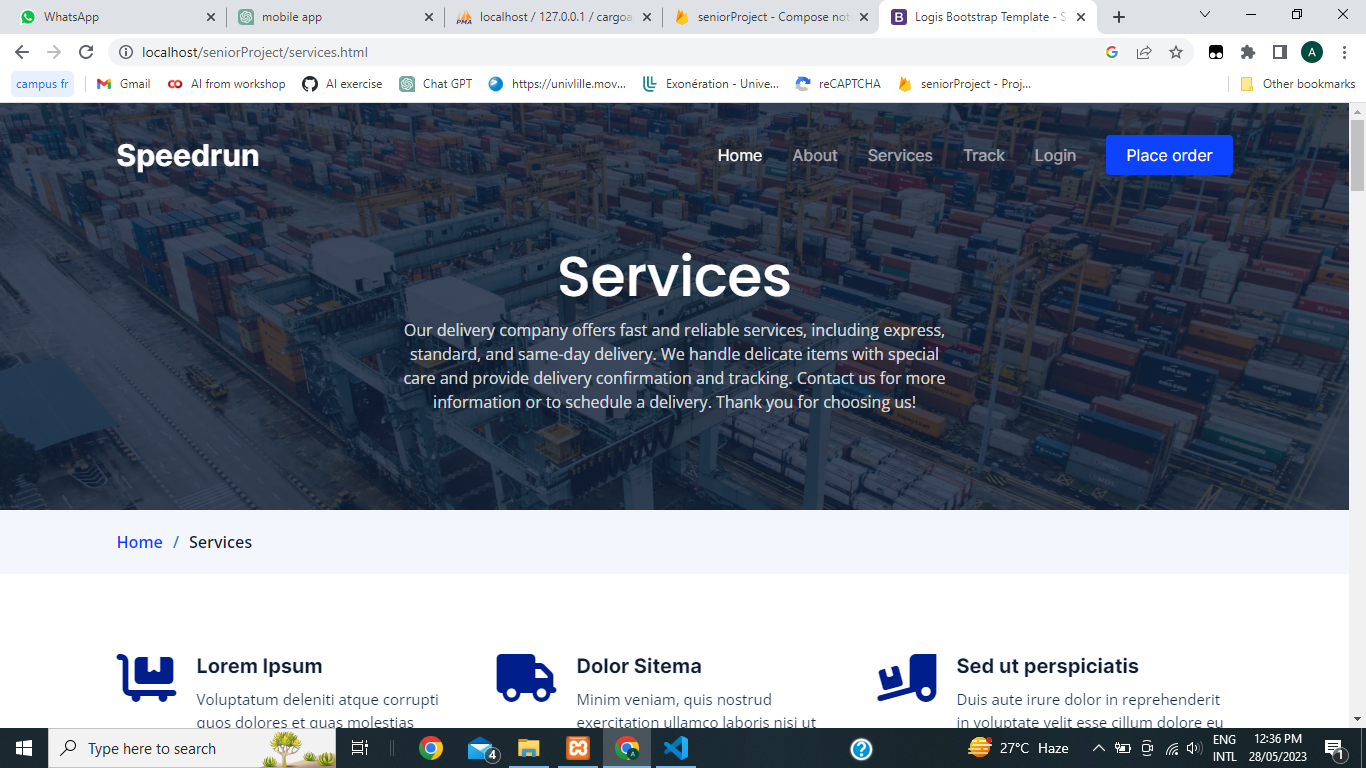 WhatsApp
mobile app
localhost / 127.0.0.1 / cargoa
seniorProject - Compose not
Logis Bootstrap Template - S
localhost/seniorProject/services.html
A
campus fr
Gmail
AI from workshop
AI exercise
Chat GPT
https://univlille.mov...
Exonération - Unive...
reCAPTCHA
seniorProject - Proj...
Other bookmarks
Speedrun
Home
About
Services
Track
Login
Place order
Services
Our delivery company offers fast and reliable services, including express,
standard, and same-day delivery. We handle delicate items with special
care and provide delivery confirmation and tracking. Contact us for more
information or to schedule a delivery. Thank you for choosing us!
Home / Services
Lorem Ipsum
Voluptatum deleniti atque corrupti
quos dolores et quas molestias
Dolor Sitema
Minim veniam, quis nostrud
exercitation ullamco laboris nisi ut
Sed ut perspiciatis
Duis aute irure dolor in reprehenderit
in voluptate velit esse cillum dolore eu
Type here to search
4
27°C Haze
ENG
INTL
12:36 PM
28/05/2023
1